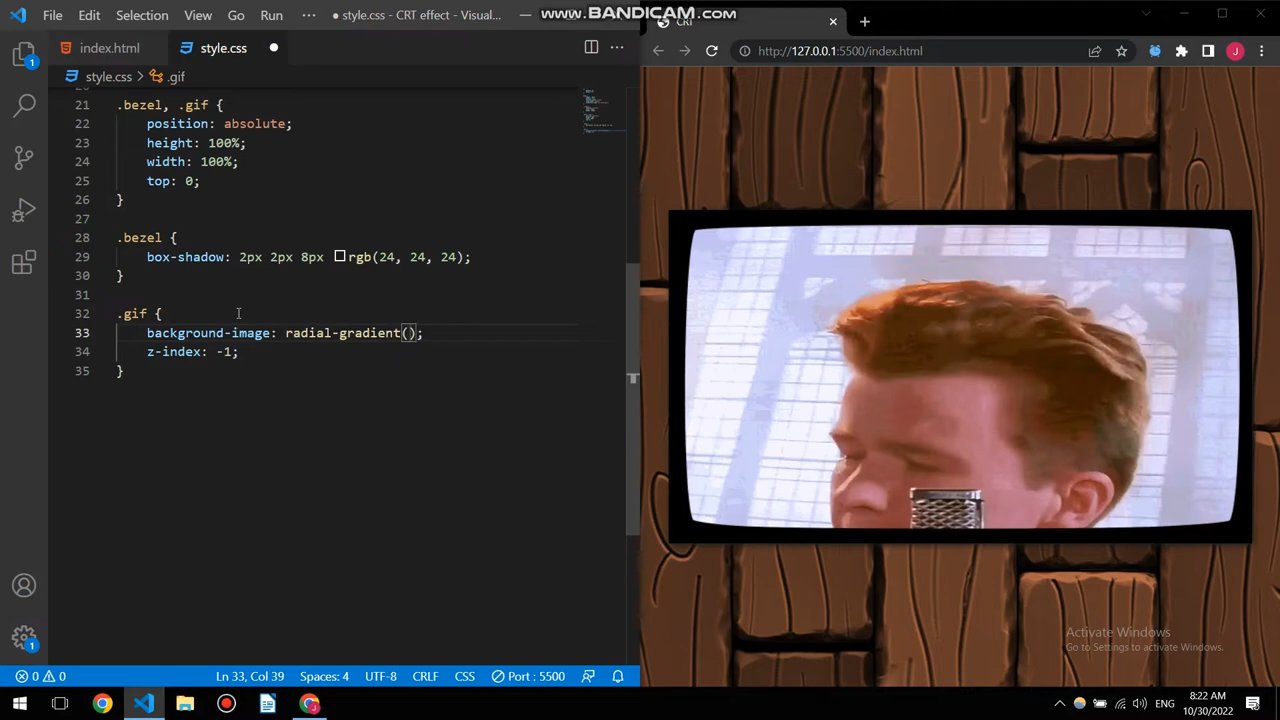 File Edit Selection View Go Run ··· ● style.css - CRT effect - Visual...
www.BANDICAM.com
CRT
index.html
style.css
http://127.0.0.1:5500/index.html
J
1
style.css > .gif
21 .bezel, .gif {
22 position: absolute;
23 height: 100%;
24 width: 100%;
25 top: 0;
26 }
27
28 .bezel {
29 box-shadow: 2px 2px 8px rgb(24, 24, 24);
30 }
31
32 .gif {
33 background-image: radial-gradient();
34 z-index: -1;
35 }
Activate Windows
Go to Settings to activate Windows.
1
0 0 Ln 33, Col 39 Spaces: 4 UTF-8 CRLF CSS Port : 5500
ENG 8:22 AM
10/30/2022